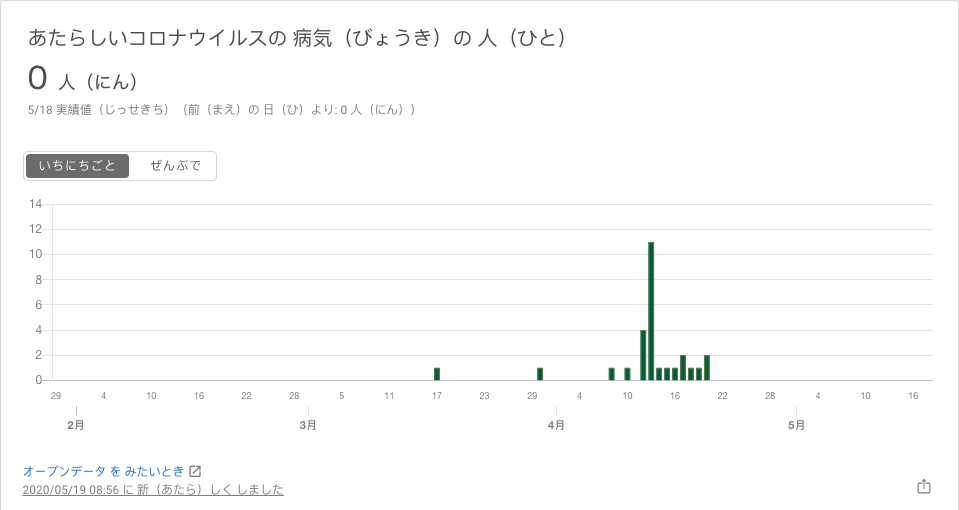 あたらしいコロナウイルスの 病気（びょうき）の 人（ひと）
0 人（にん）
5/18 実績値（じっせきち）（前（まえ）の 日（ひ）より: 0 人（にん））
いちにちごと ぜんぶで
14
12
10
8
6
4
2
0
29 4 10 16 22 28 5 11 17 23 29 4 10 16 22 28 4 10 16
2月 3月 4月 5月
オープンデータ を みたいとき
2020/05/19 08:56 に 新（あたら）しく しました